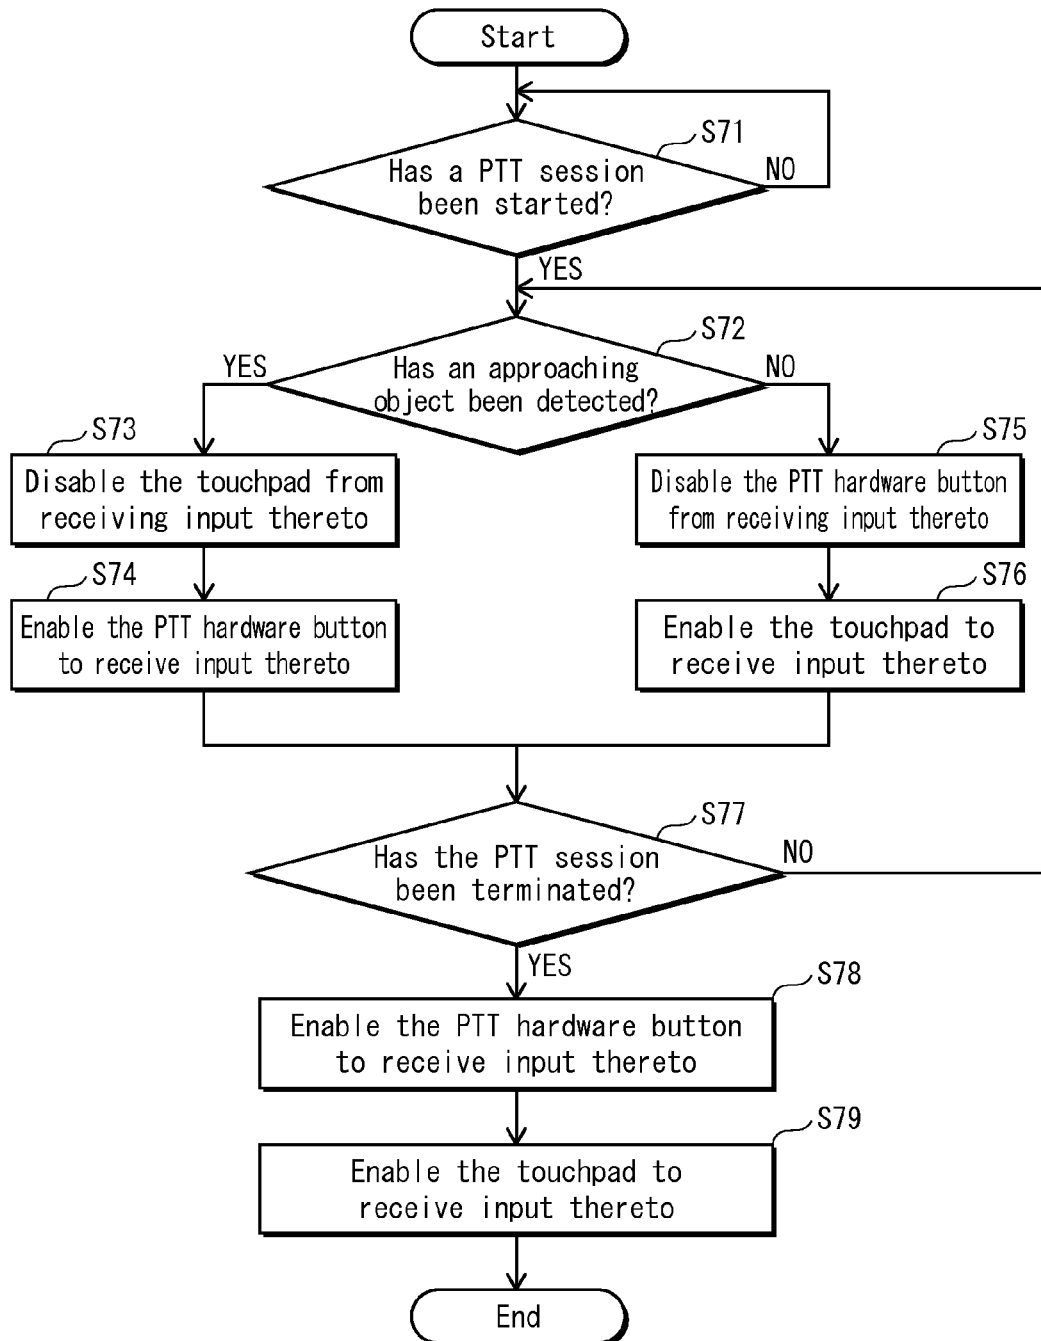 Start
S71
Has a PTT session
been started?
NO
YES
S72
Has an approaching
object been detected?
YES
NO
S73
Disable the touchpad from
receiving input thereto
S75
Disable the PTT hardware button
from receiving input thereto
S74
Enable the PTT hardware button
to receive input thereto
S76
Enable the touchpad to
receive input thereto
S77
Has the PTT session
been terminated?
NO
YES
S78
Enable the PTT hardware button
to receive input thereto
S79
Enable the touchpad to
receive input thereto
End